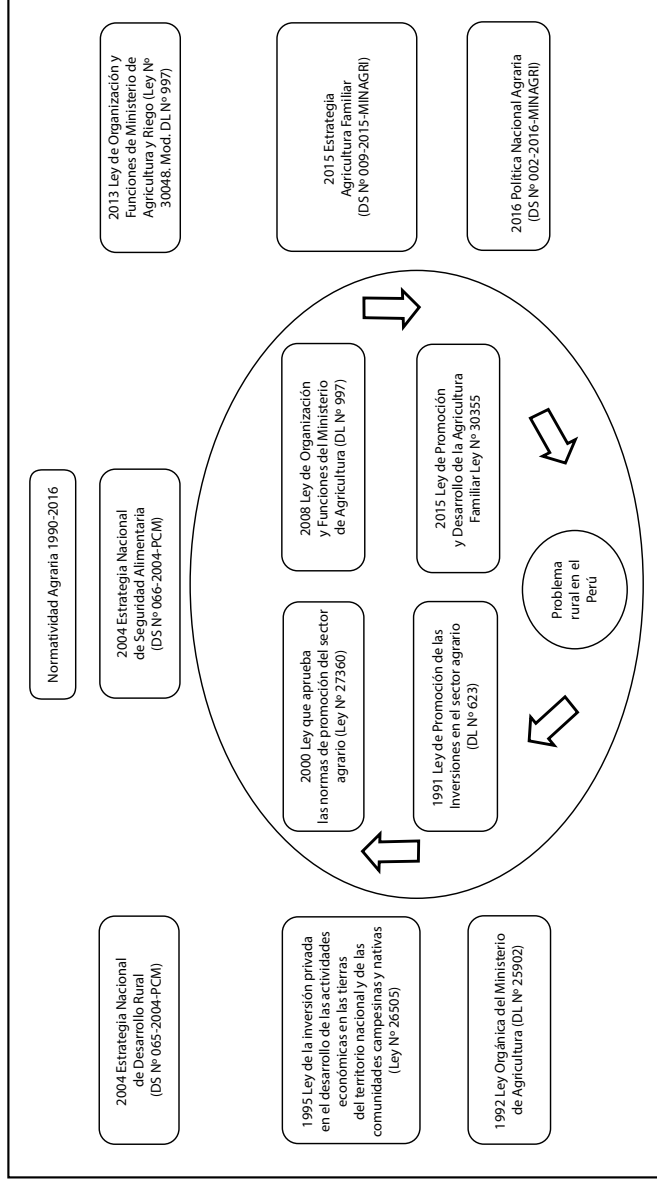 Normatividad Agraria 1990-2016
2004 Estrategia Nacional
de Desarrollo Rural
(DS Nº 065-2004-PCM)
2004 Estrategia Nacional
de Seguridad Alimentaria
(DS Nº 066-2004-PCM)
2013 Ley de Organización y
Funciones de Ministerio de
Agricultura y Riego (Ley Nº
30048. Mod. DL Nº 997)
1995 Ley de la inversión privada
en el desarrollo de las actividades
económicas en las tierras
del territorio nacional y de las
comunidades campesinas y nativas
(Ley Nº 26505)
2000 Ley que aprueba
las normas de promoción del sector
agrario (Ley Nº 27360)
2008 Ley de Organización
y Funciones del Ministerio
de Agricultura (DL Nº 997)
2015 Estrategia
Agricultura Familiar
(DS Nº 009-2015-MINAGRI)
1991 Ley de Promoción de las
Inversiones en el sector agrario
(DL Nº 623)
2015 Ley de Promoción
y Desarrollo de la Agricultura
Familiar Ley Nº 30355
1992 Ley Orgánica del Ministerio
de Agricultura (DL Nº 25902)
Problema
rural en el
Perú
2016 Política Nacional Agraria
(DS Nº 002-2016-MINAGRI)